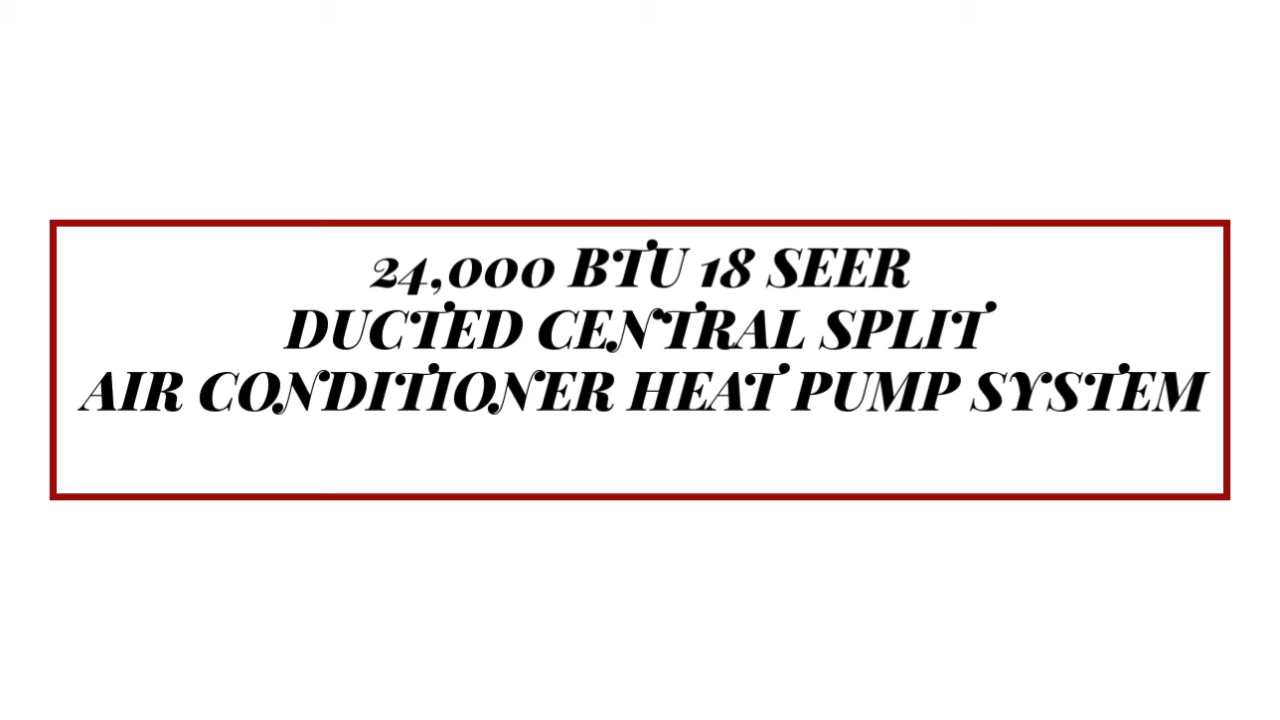 24,000 BTU 18 SEER
DUCTED CENTRAL SPLIT
AIR CONDITIONER HEAT PUMP SYSTEM